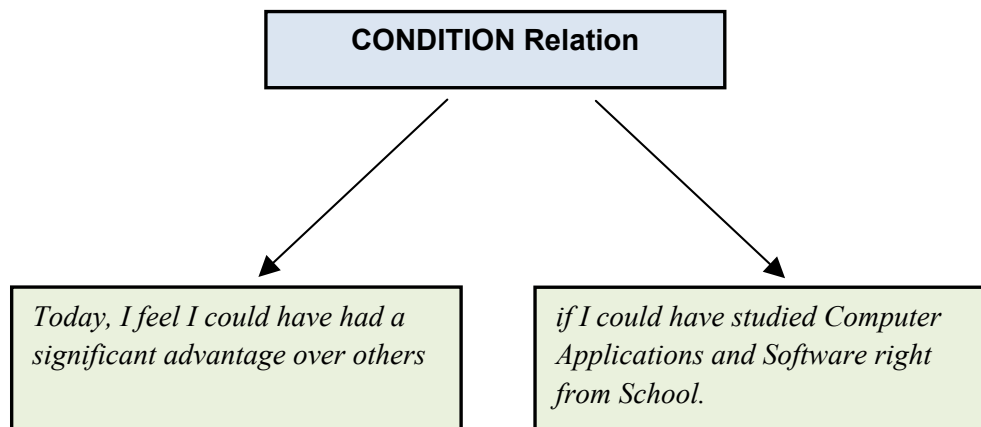 CONDITION Relation
Today, I feel I could have had a
significant advantage over others
if I could have studied Computer
Applications and Software right
from School.